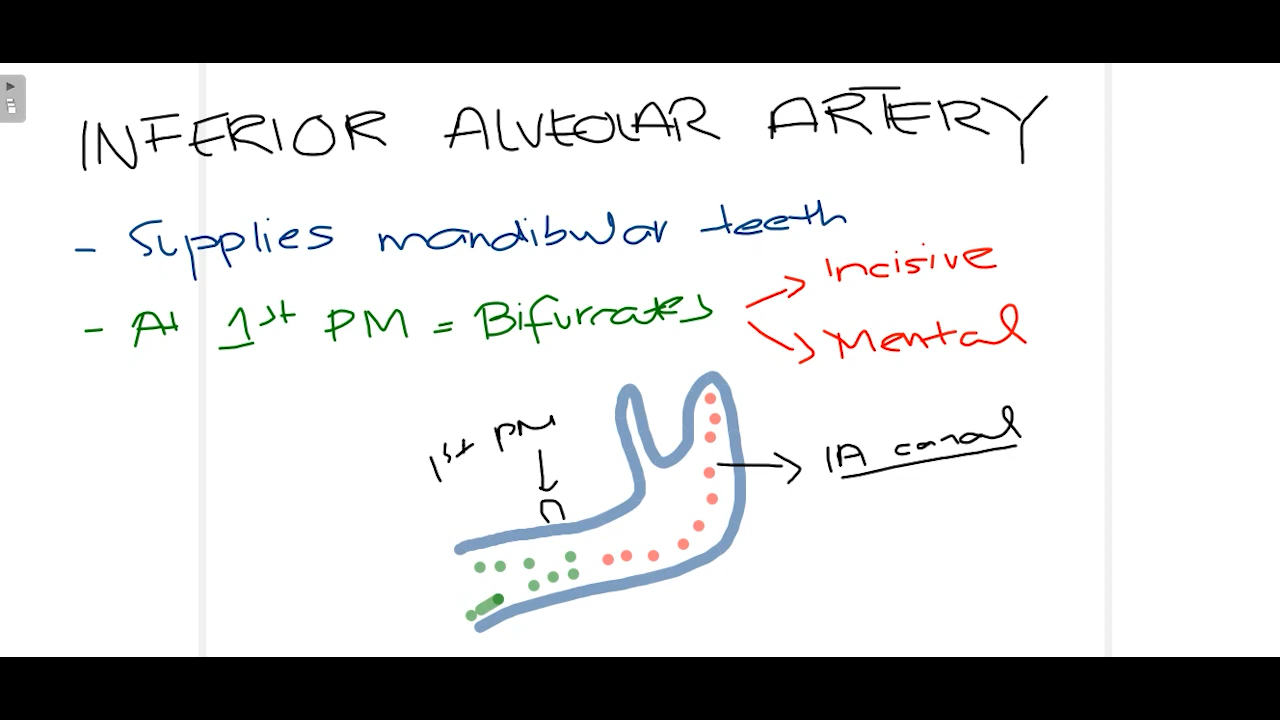 INFERIOR ALVEOLAR ARTERY
- Supplies mandibular teeth
- At 1st PM = Bifurcates
→ Incisive
→ Mental
1st PM
→ IA canal